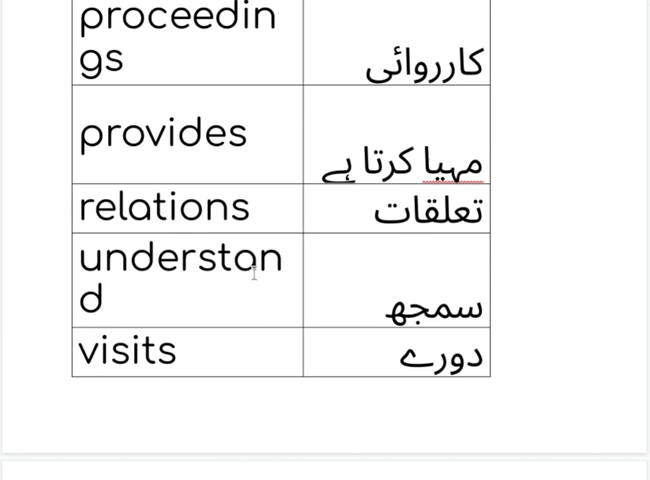 proceedin
gs
کارروائی
provides
مہیا کرتا ہے
relations
تعلقات
understan
d
سمجھ
visits
دورے